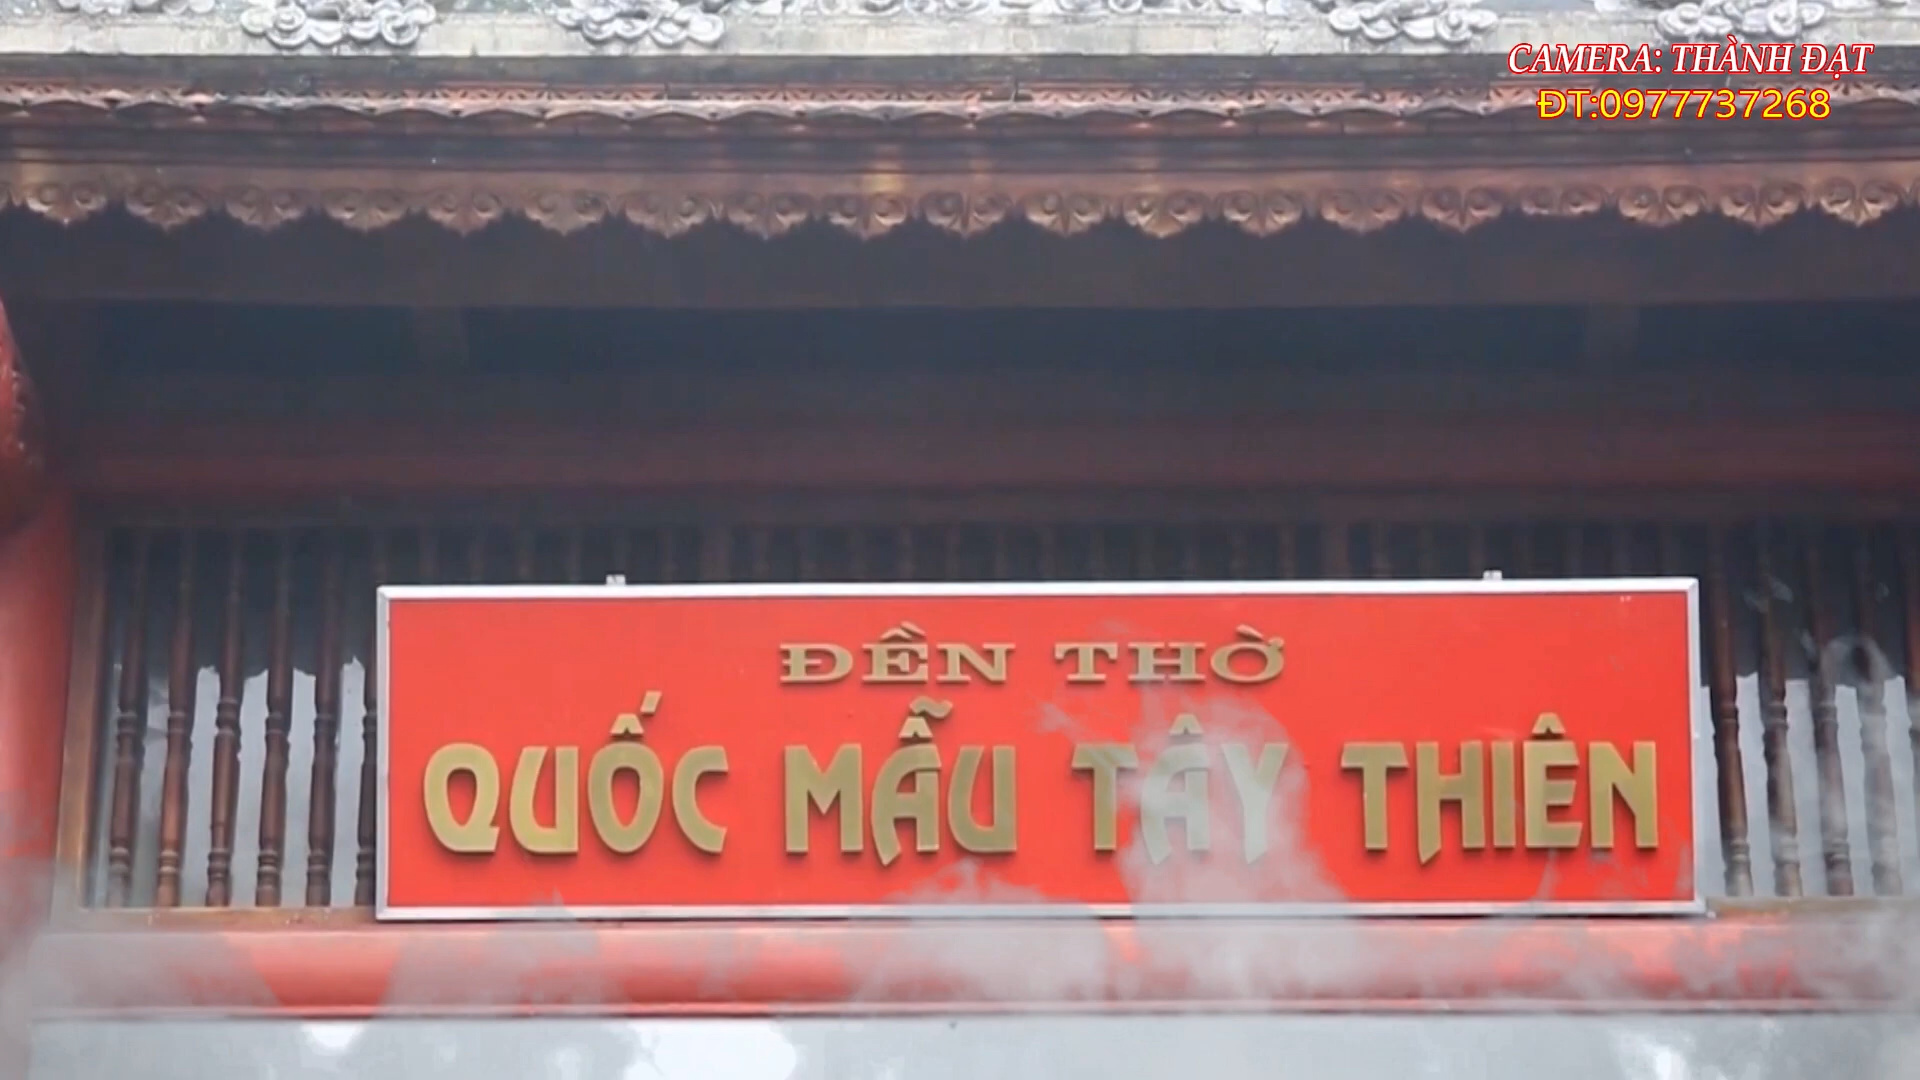 CAMERA: THÀNH ĐẠT
ĐT:0977737268
ĐỀN THỜ
QUỐC MẪU TÂY THIÊN